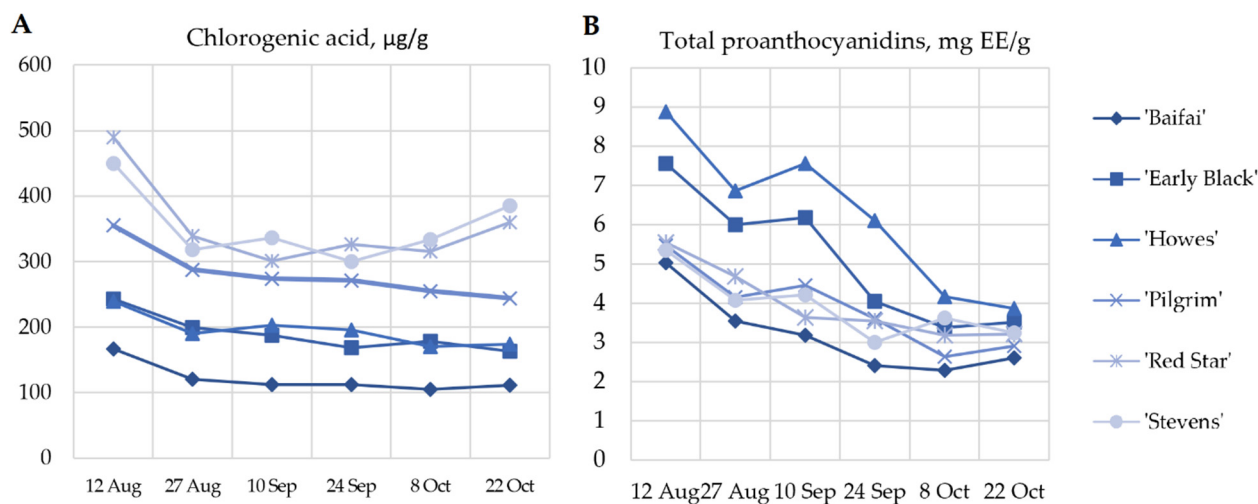 A
Chlorogenic acid, µg/g
600
500
400
300
200
100
0
12 Aug 27 Aug 10 Sep 24 Sep 8 Oct 22 Oct
B
Total proanthocyanidins, mg EE/g
10
9
8
7
6
5
4
3
2
1
0
12 Aug 27 Aug 10 Sep 24 Sep 8 Oct 22 Oct
'Baifai'
'Early Black'
'Howes'
'Pilgrim'
'Red Star'
'Stevens'